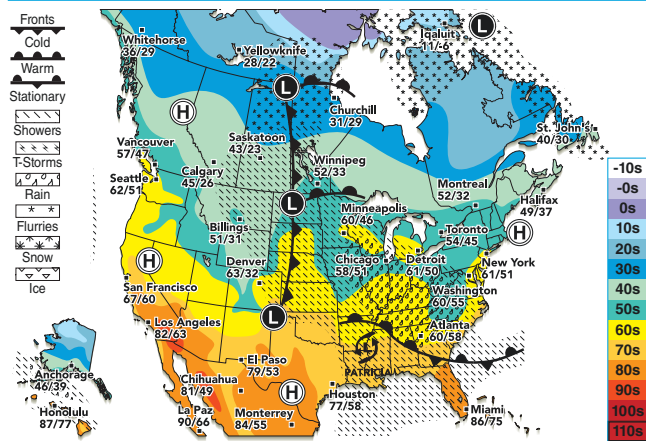 Fronts
Cold
Warm
Stationary
Showers
T-Storms
Rain
Flurries
Snow
Ice
Whitehorse
36/29
Yellowknife
28/22
Iqaluit
11/-6
L
L
H
Churchill
31/29
St. John's
40/30
Vancouver
57/47
Saskatoon
43/23
Calgary
45/26
Winnipeg
52/33
Seattle
62/51
Montreal
52/32
Halifax
49/37
L
Minneapolis
60/46
Billings
51/31
Toronto
54/45
H
H
Denver
63/32
Chicago
58/51
Detroit
61/50
New York
61/51
San Francisco
67/60
Washington
60/55
L
Los Angeles
82/63
Atlanta
60/58
L
PATRICIA
El Paso
79/53
Chihuahua
81/49
H
Houston
77/58
La Paz
90/66
Monterrey
84/55
Miami
86/75
Anchorage
46/39
Honolulu
87/77
-10s
-0s
0s
10s
20s
30s
40s
50s
60s
70s
80s
90s
100s
110s